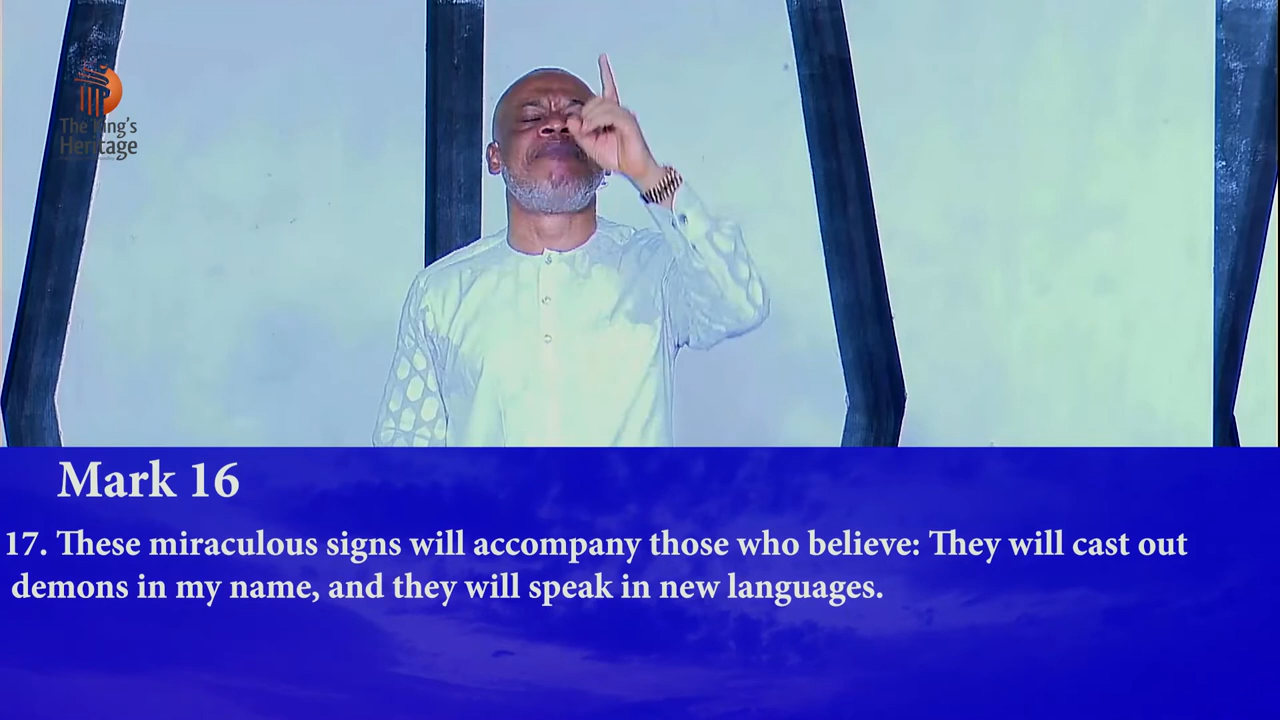 The King's
Heritage
Mark 16
17. These miraculous signs will accompany those who believe: They will cast out
demons in my name, and they will speak in new languages.